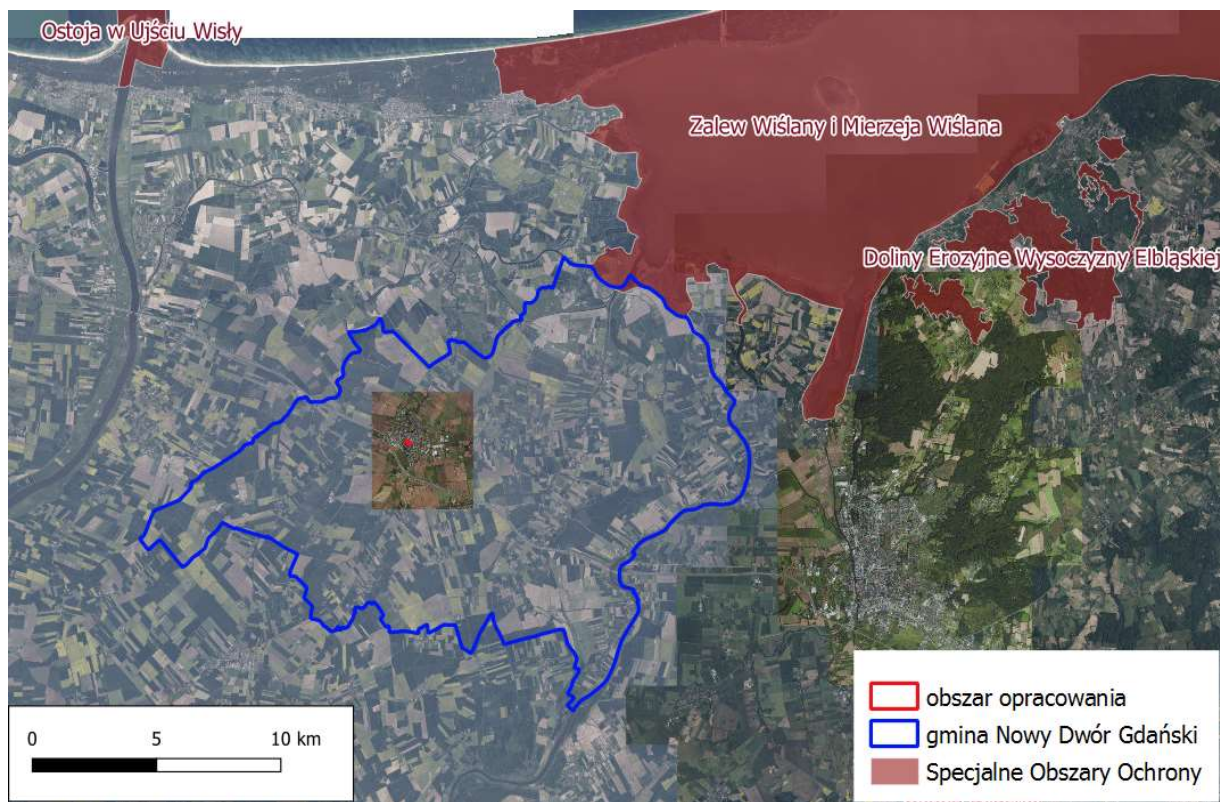 Ostoja w Ujściu Wisły
Zalew Wiślany i Mierzeja Wiślana
Doliny Erozyjne Wysoczyzny Elbląskiej
obszar opracowania
gmina Nowy Dwór Gdański
Specjalne Obszary Ochrony
0 5 10 km